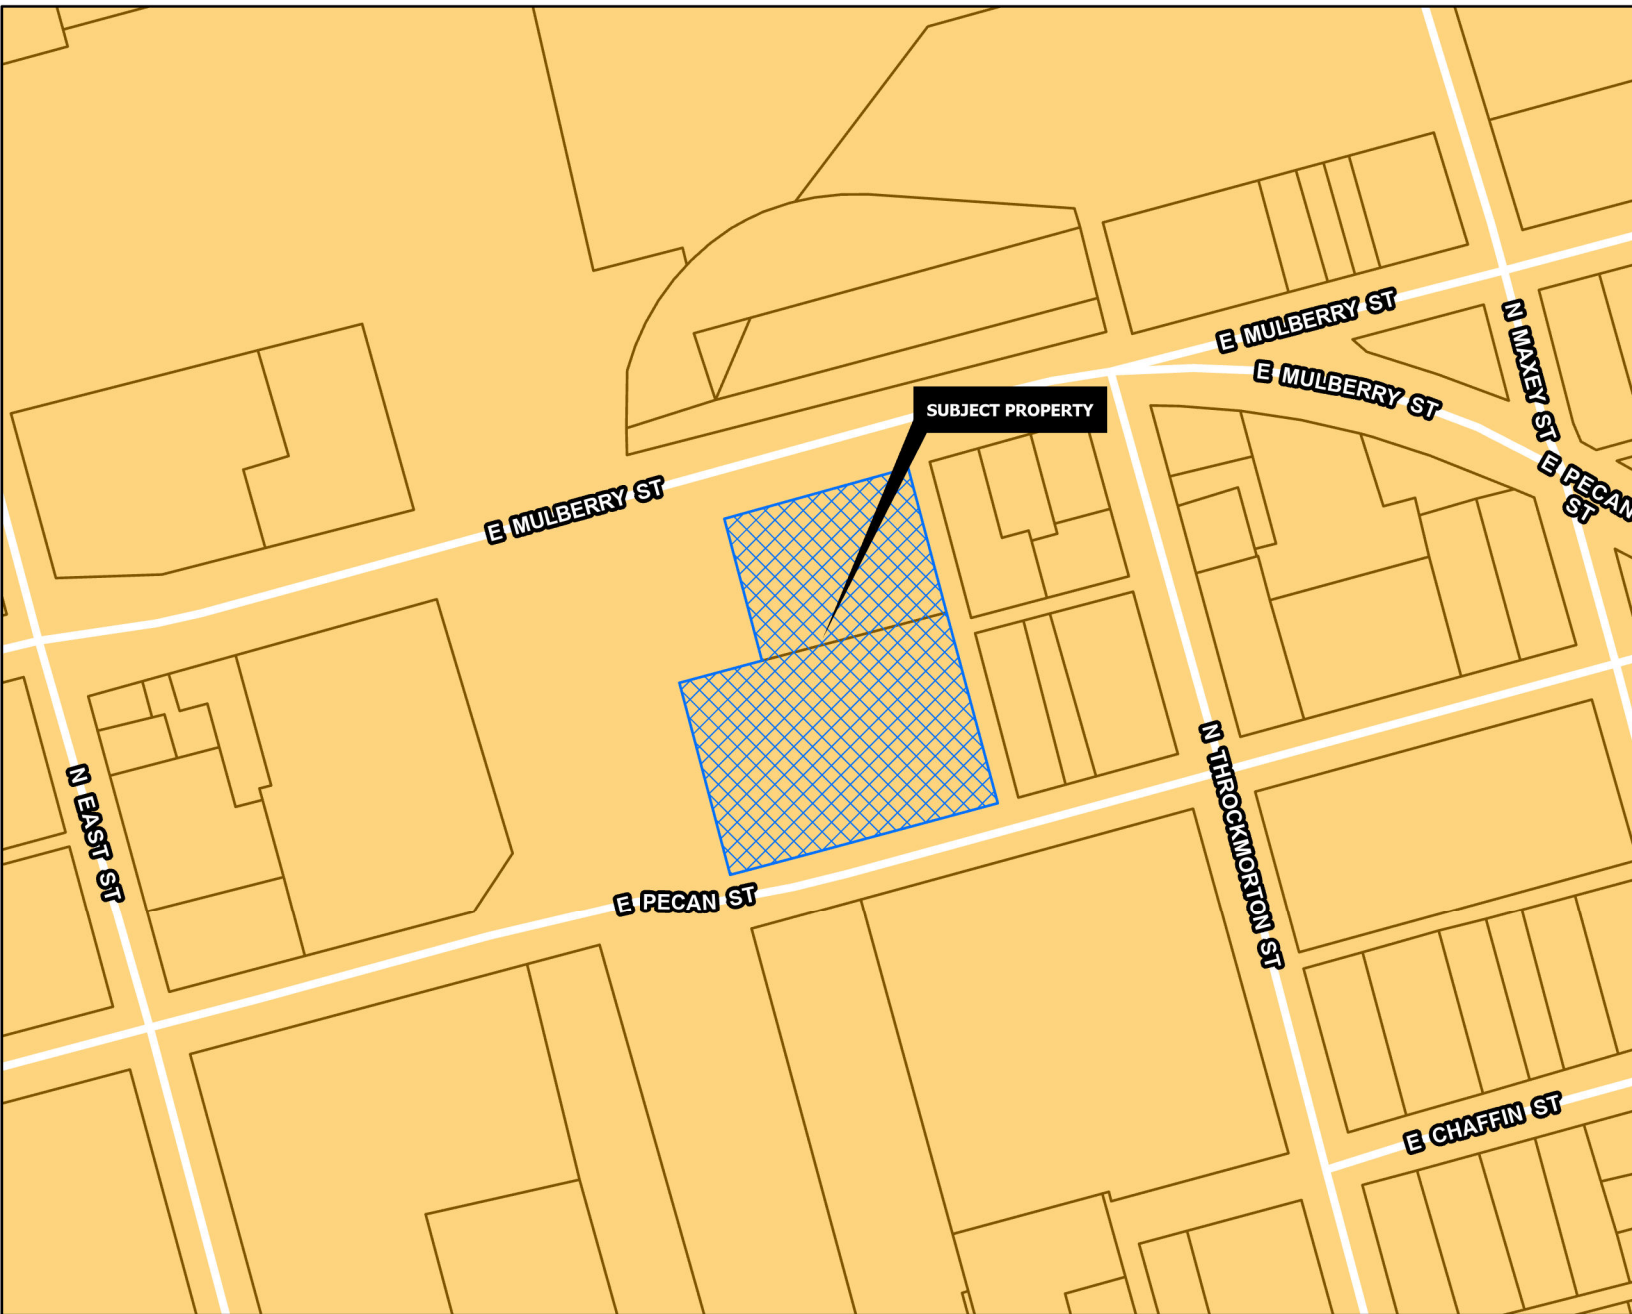 E MULBERRY ST
E MULBERRY ST
N MAXEY ST
SUBJECT PROPERTY
E PECAN
ST
E MULBERRY ST
N EAST ST
N THROCKMORTON ST
E PECAN ST
E CHAFFIN ST